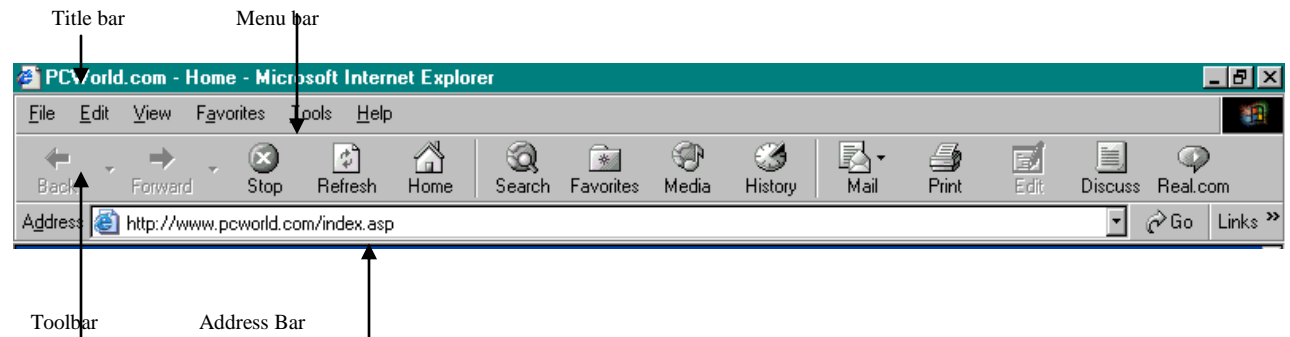 Title bar Menu bar
PCWorld.com - Home - Microsoft Internet Explorer
File Edit View Favorites Tools Help
Back Forward Stop Refresh Home Search Favorites Media History Mail Print Edit Discuss Real.com
Address http://www.pcworld.com/index.asp Go Links »
Toolbar Address Bar